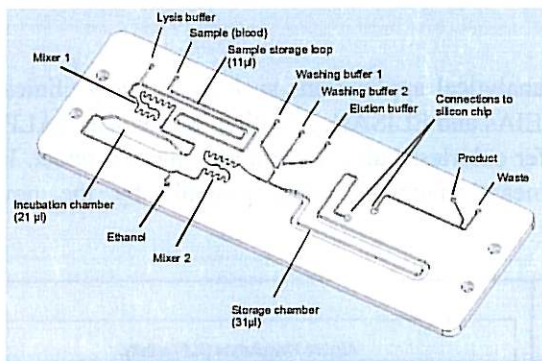 Lysis buffer
Sample (blood)
Sample storage loop
(11µl)
Mixer 1
Washing buffer 1
Washing buffer 2
Elution buffer
Connections to
silicon chip
Product
Waste
Incubation chamber
(21 µl)
Ethanol
Mixer 2
Storage chamber
(31µl)